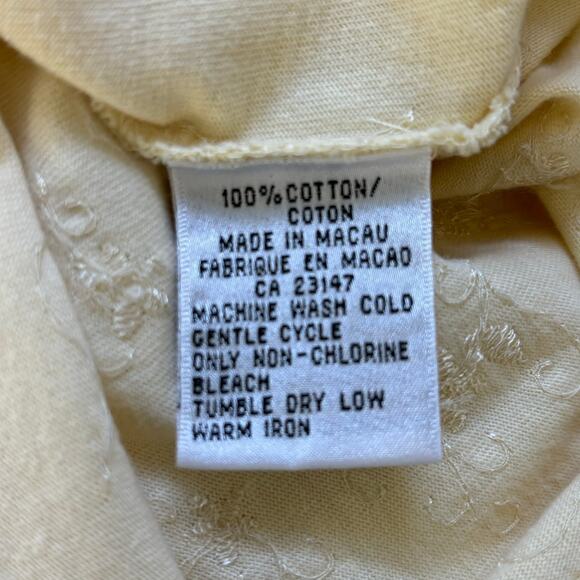 100% COTTON/
COTON
MADE IN MACAU
FABRIQUE EN MACAO
CA 23147
MACHINE WASH COLD
GENTLE CYCLE
ONLY NON-CHLORINE
BLEACH
TUMBLE DRY LOW
WARM IRON